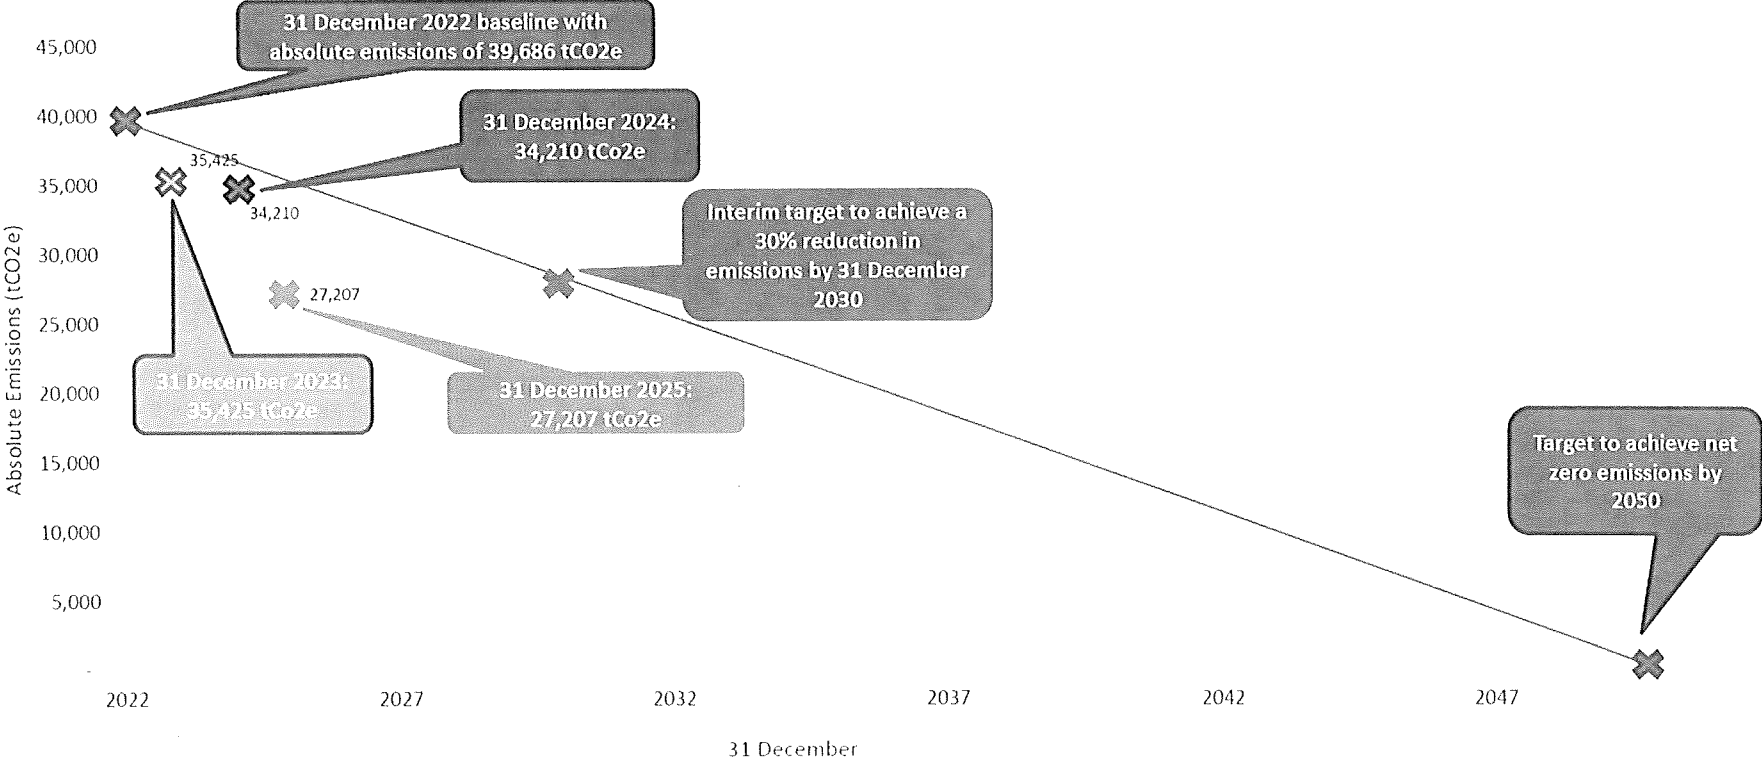 31 December 2022 baseline with
absolute emissions of 39,686 tCO2e
45,000
40,000
35,000
30,000
25,000
20,000
15,000
10,000
5,000
-
Absolute Emissions (tCO2e)
31 December 2024:
34,210 tCo2e
35,425
34,210
Interim target to achieve a
30% reduction in
emissions by 31 December
2030
27,207
31 December 2023:
35,425 tCo2e
31 December 2025:
27,207 tCo2e
Target to achieve net
zero emissions by
2050
2022
2027
2032
2037
2042
2047
31 December